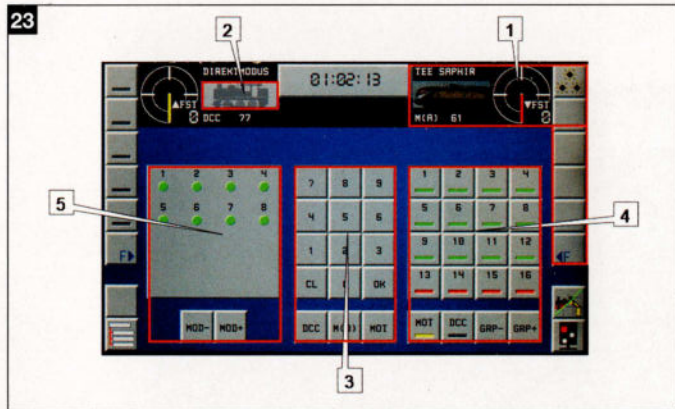 23
2
1
DIREKTMODUS
01:02:13
TEE SAPHIR
▲FST
0
▼FST
0
DCC 77
M(A) 61
1 2 3 4
5 6 7 8
7 8 9
4 5 6
1 2 3
CL OK
1 2 3 4
5 6 7 8
9 10 11 12
13 14 15 16
5
4
F▶
◀F
MOD- MOD+
DCC MOT
MOT DCC GRP- GRP+
3